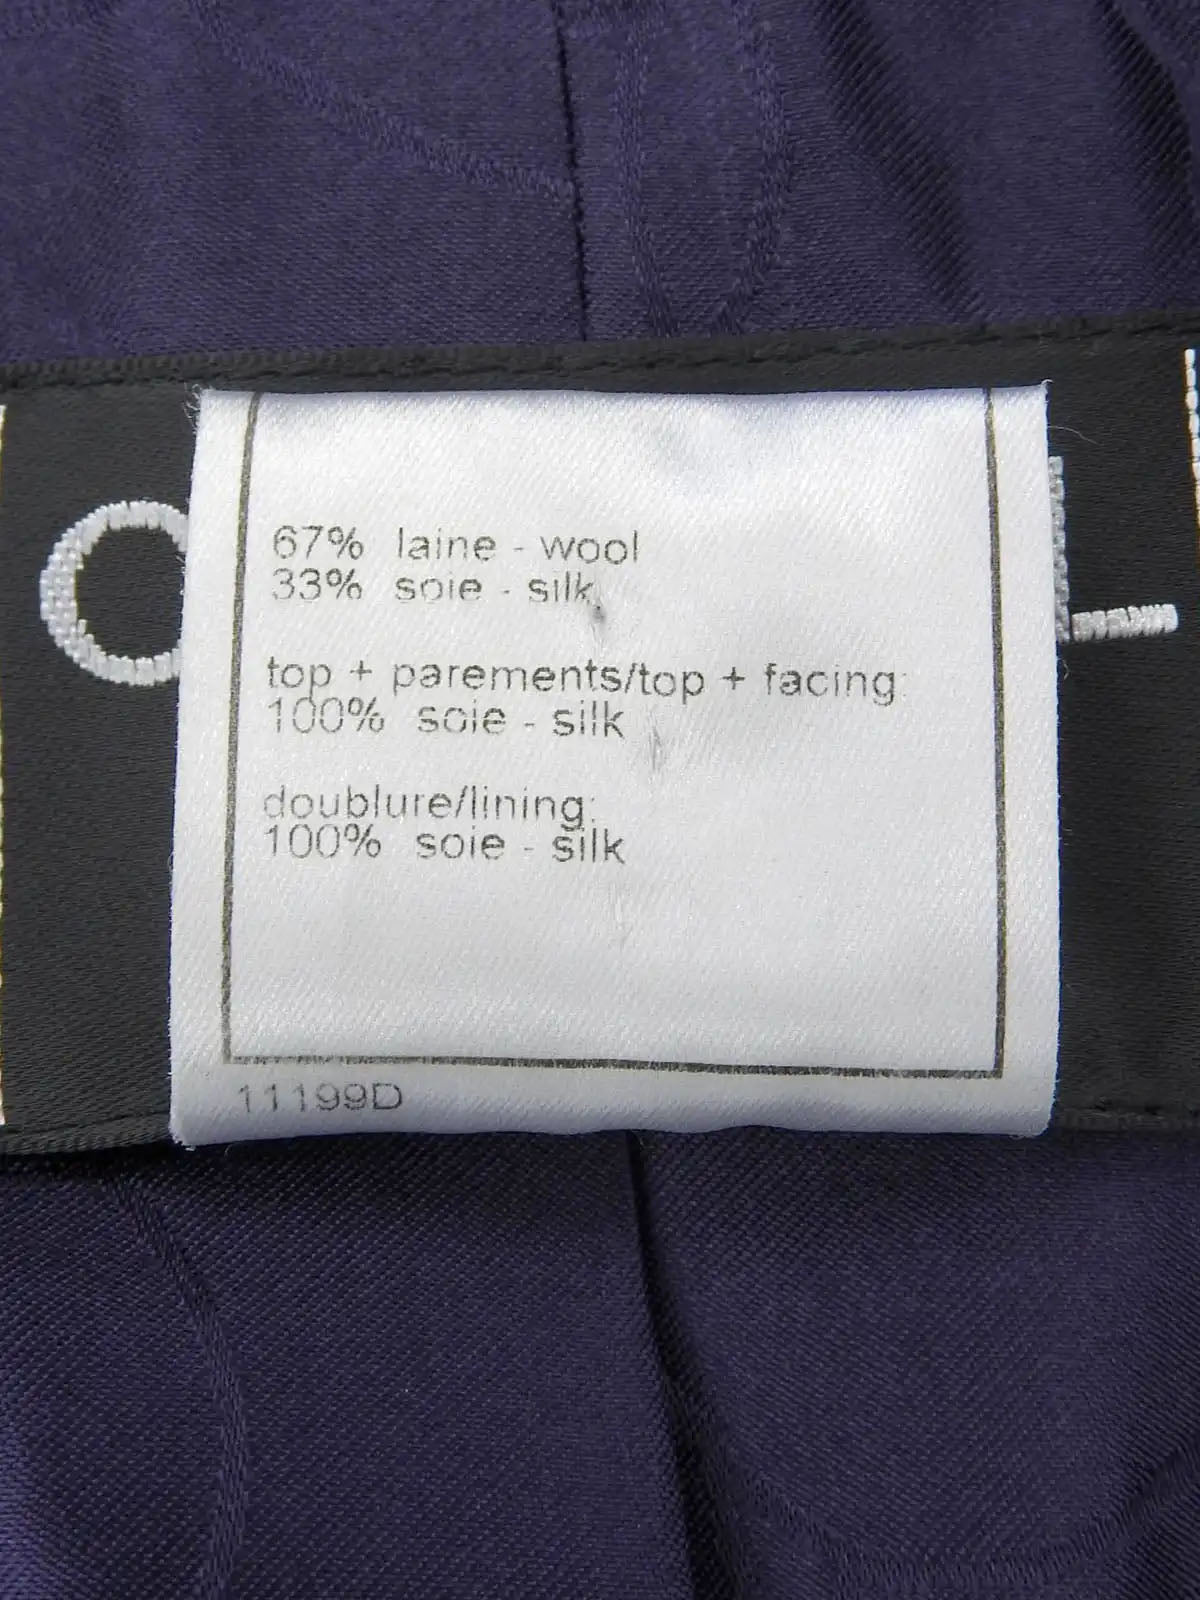 67% laine - wool
33% soie - silk,
top + parements/top + facing:
100% soie - silk
doublure/lining:
100% soie - silk
11199D